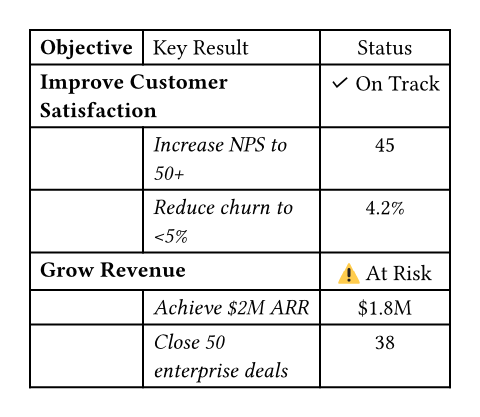 Objective Key Result Status
Improve Customer Satisfaction ✓ On Track
Increase NPS to 50+ 45
Reduce churn to <5% 4.2%
Grow Revenue ⚠️ At Risk
Achieve $2M ARR $1.8M
Close 50 enterprise deals 38